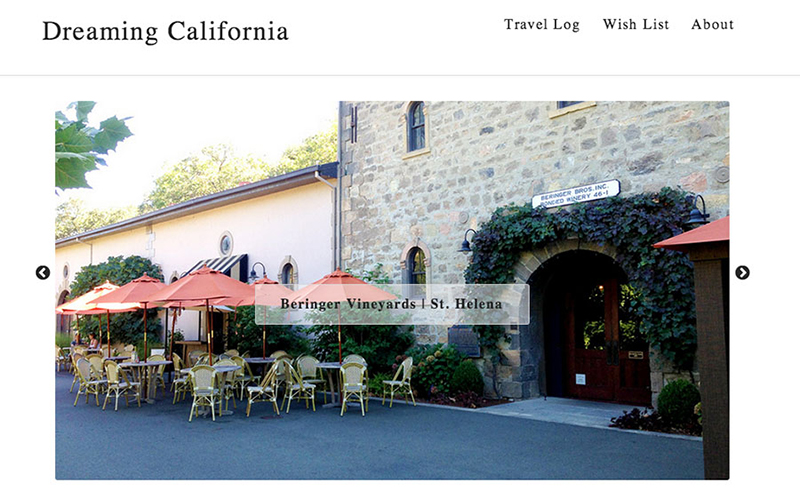 Dreaming California
Travel Log Wish List About
BERINGER BROS. INC.
BONDED WINERY 46-1
Beringer Vineyards | St. Helena